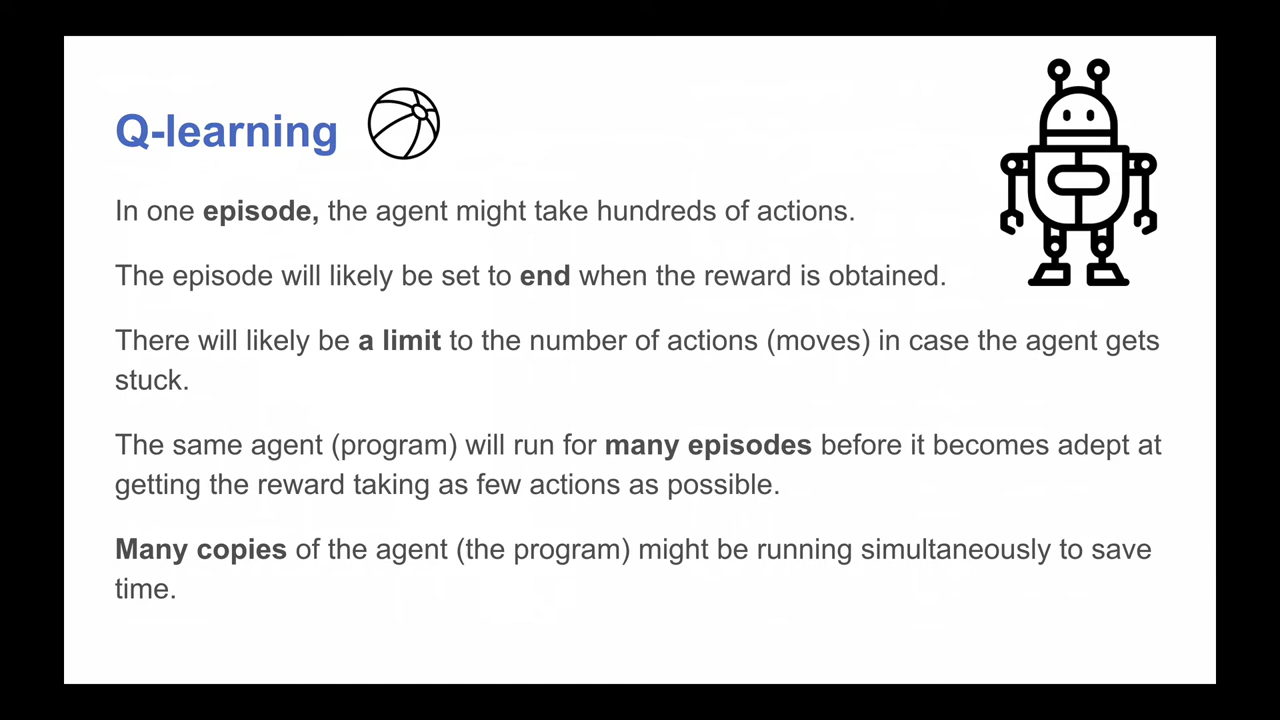 Q-learning
In one episode, the agent might take hundreds of actions.
The episode will likely be set to end when the reward is obtained.
There will likely be a limit to the number of actions (moves) in case the agent gets
stuck.
The same agent (program) will run for many episodes before it becomes adept at
getting the reward taking as few actions as possible.
Many copies of the agent (the program) might be running simultaneously to save
time.